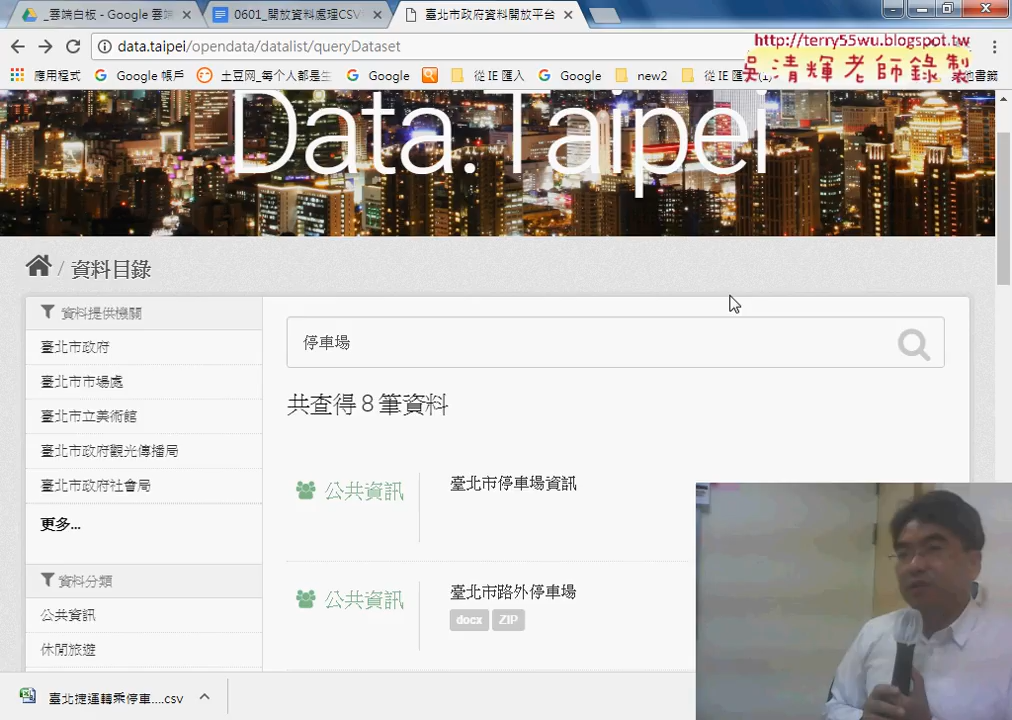 _雲端白板 - Google 雲端
0601_開放資料處理CSV
臺北市政府資料開放平台
data.taipei/opendata/datalist/queryDataset
http://terry55wu.blogspot.tw
吳清輝老師錄製
應用程式
Google 帳戶
土豆网_每个人都是生
Google
從 IE 匯入
Google
new2
從 IE 匯
Data.Taipei
/ 資料目錄
資料提供機關
臺北市政府
臺北市市場處
臺北市立美術館
臺北市政府觀光傳播局
臺北市政府社會局
更多...
資料分類
公共資訊
休閒旅遊
停車場
共查得 8 筆資料
公共資訊
臺北市停車場資訊
公共資訊
臺北市路外停車場
docx ZIP
臺北捷運轉乘停車....csv